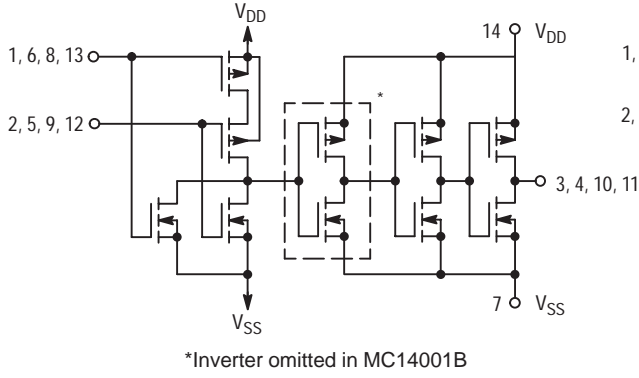 V_DD
14 V_DD
1, 6, 8, 13
1,
*
2, 5, 9, 12
2,
3, 4, 10, 11
7 V_SS
V_SS
*Inverter omitted in MC14001B